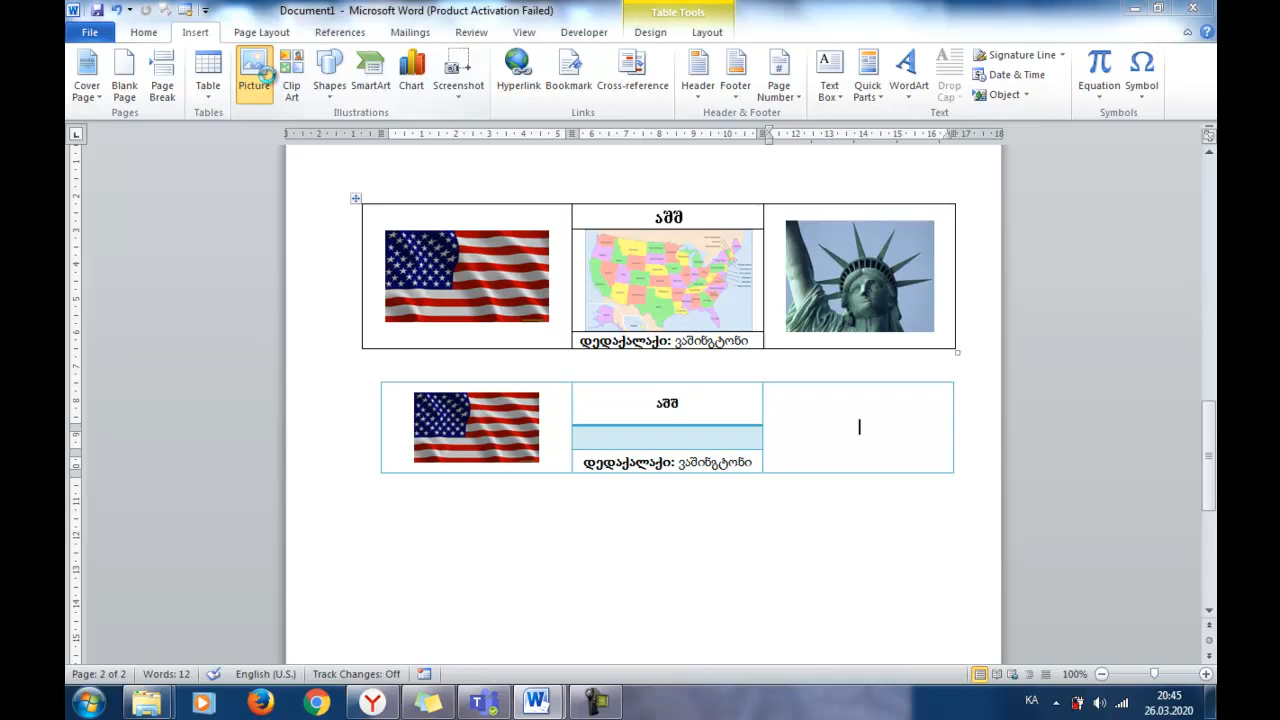 Document1 - Microsoft Word (Product Activation Failed)
Table Tools
File Home Insert Page Layout References Mailings Review View Developer Design Layout
Cover Page
Blank Page
Page Break
Table
Picture
Clip Art
Shapes
SmartArt
Chart
Screenshot
Hyperlink
Bookmark
Cross-reference
Header
Footer
Page Number
Text Box
Quick Parts
WordArt
Drop Cap
Signature Line
Date & Time
Object
Equation
Symbol
Pages Tables Illustrations Links Header & Footer Text Symbols
აშშ
დედაქალაქი: ვაშინგტონი
აშშ
დედაქალაქი: ვაშინგტონი
Page: 2 of 2 Words: 12 English (U.S.) Track Changes: Off 100%
KA 20:45
26.03.2020